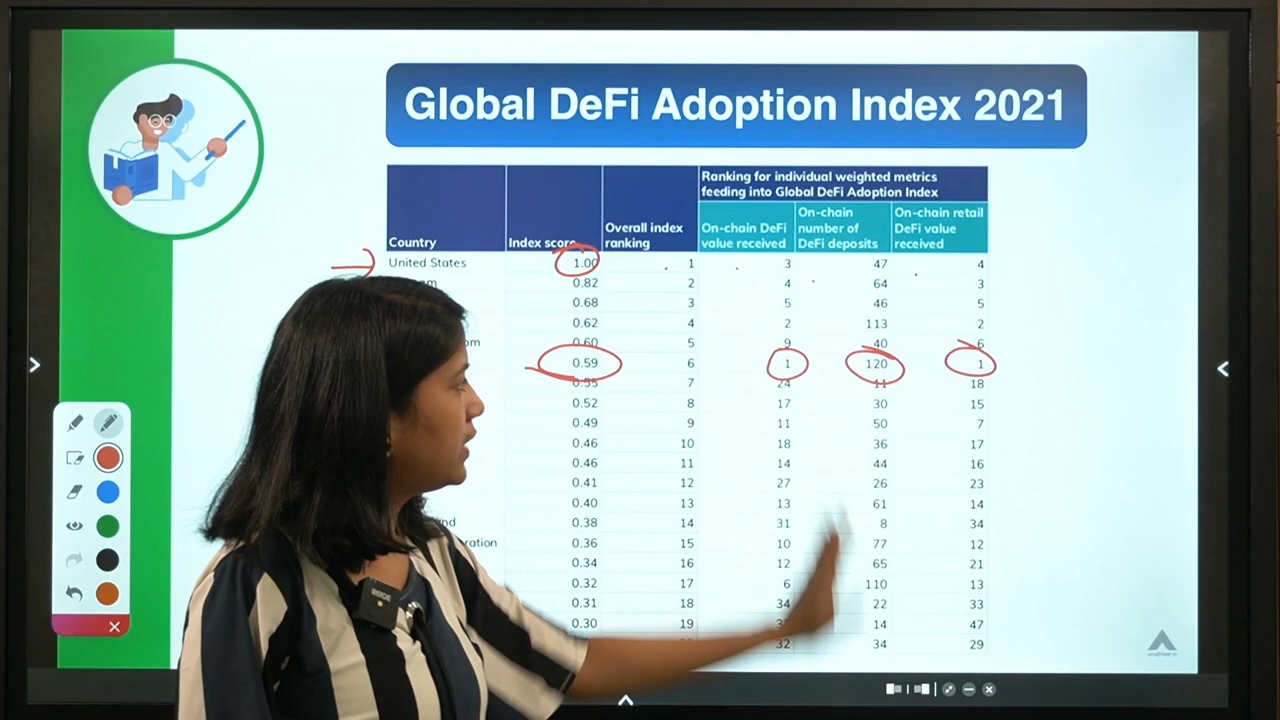 Global DeFi Adoption Index 2021
Ranking for individual weighted metrics
feeding into Global DeFi Adoption Index
Country Index score Overall index ranking On-chain DeFi value received On-chain number of DeFi deposits On-chain retail DeFi value received
United States 1.00 1 3 47 4
0.82 2 4 64 3
0.68 3 5 46 5
0.62 4 2 113 2
0.60 5 9 40 6
0.59 6 1 120 1
0.55 7 24 11 18
0.52 8 17 30 15
0.49 9 11 50 7
0.46 10 18 36 17
0.46 11 14 44 16
0.41 12 27 26 23
0.40 13 13 61 14
0.38 14 31 8 34
0.36 15 10 77 12
0.34 16 12 65 21
0.32 17 6 110 13
0.31 18 34 22 33
0.30 19 14 47
32 34 29